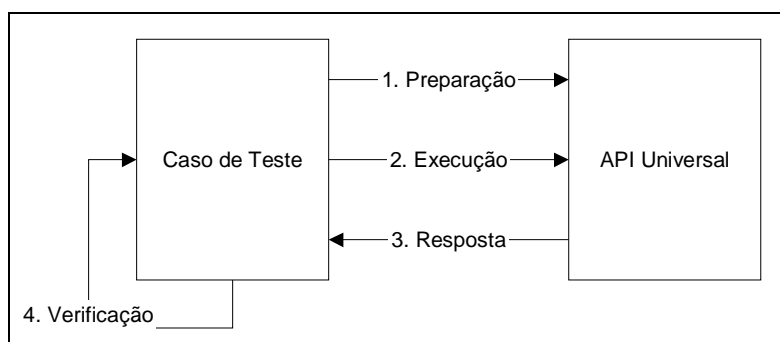 1. Preparação
Caso de Teste
2. Execução
API Universal
3. Resposta
4. Verificação